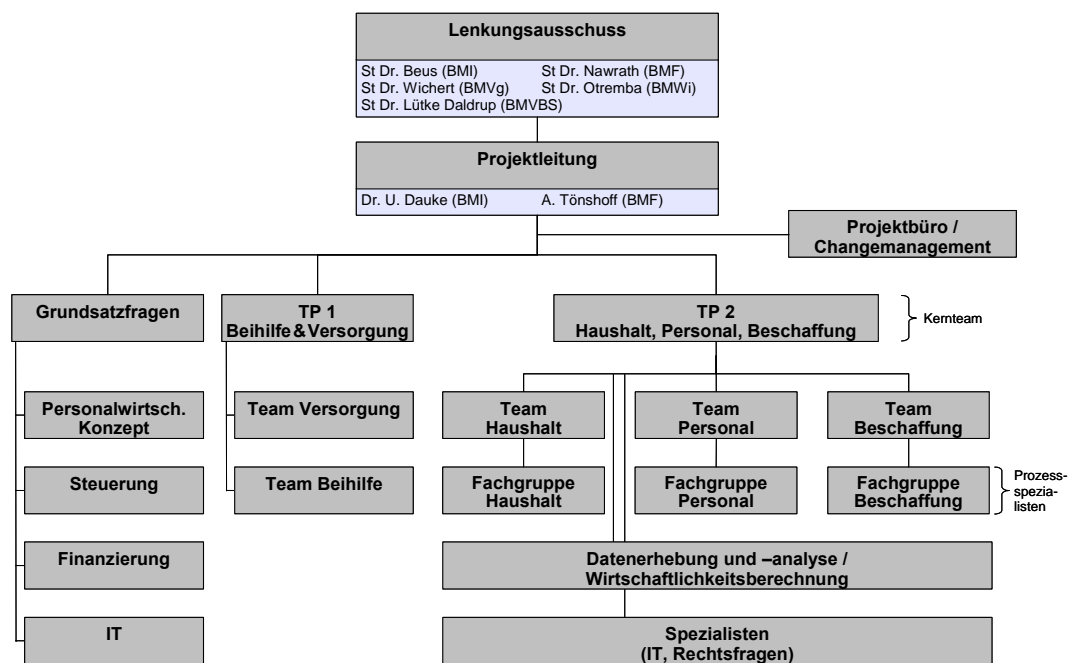 Lenkungsausschuss
St Dr. Beus (BMI) St Dr. Nawrath (BMF)
St Dr. Wichert (BMVg) St Dr. Otremba (BMWi)
St Dr. Lütke Daldrup (BMVBS)
Projektleitung
Dr. U. Dauke (BMI) A. Tönshoff (BMF)
Projektbüro /
Changemanagement
Grundsatzfragen
TP 1
Beihilfe & Versorgung
TP 2
Haushalt, Personal, Beschaffung
Kernteam
Personalwirtsch.
Konzept
Team Versorgung
Team
Haushalt
Team
Personal
Team
Beschaffung
Steuerung
Team Beihilfe
Fachgruppe
Haushalt
Fachgruppe
Personal
Fachgruppe
Beschaffung
Prozess-
spezia-
listen
Finanzierung
Datenerhebung und –analyse /
Wirtschaftlichkeitsberechnung
IT
Spezialisten
(IT, Rechtsfragen)